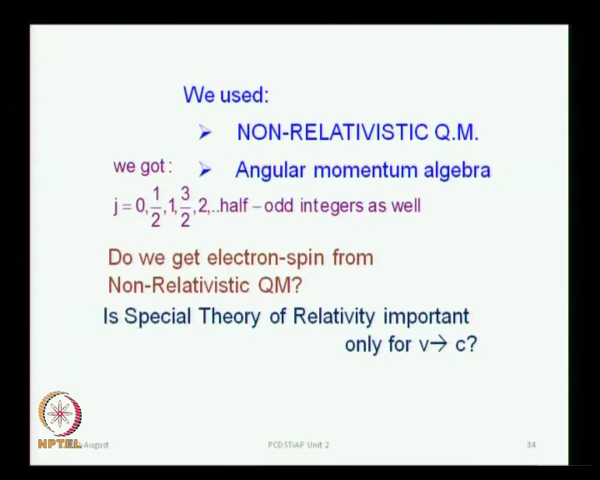 We used:
➢ NON-RELATIVISTIC Q.M.
we got : ➢ Angular momentum algebra
j = 0, 1/2, 1, 3/2, 2,..half – odd integers as well
Do we get electron-spin from
Non-Relativistic QM?
Is Special Theory of Relativity important
only for v→ c?
NPTEL August PCDSTIAP Unit 2 34